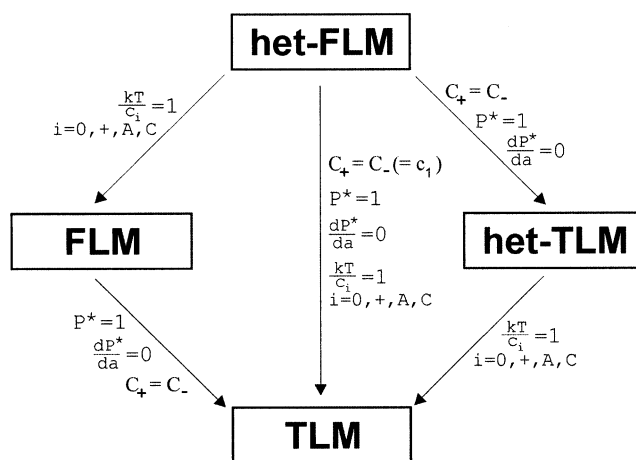 het-FLM
kT/c_i = 1
i=0,+,A,C
C_+ = C_-
P*=1
dP*/da = 0
C_+ = C_- (= c_1)
P*=1
dP*/da = 0
kT/c_i = 1
i=0,+,A,C
FLM
het-TLM
P*=1
dP*/da = 0
C_+ = C_-
kT/c_i = 1
i=0,+,A,C
TLM